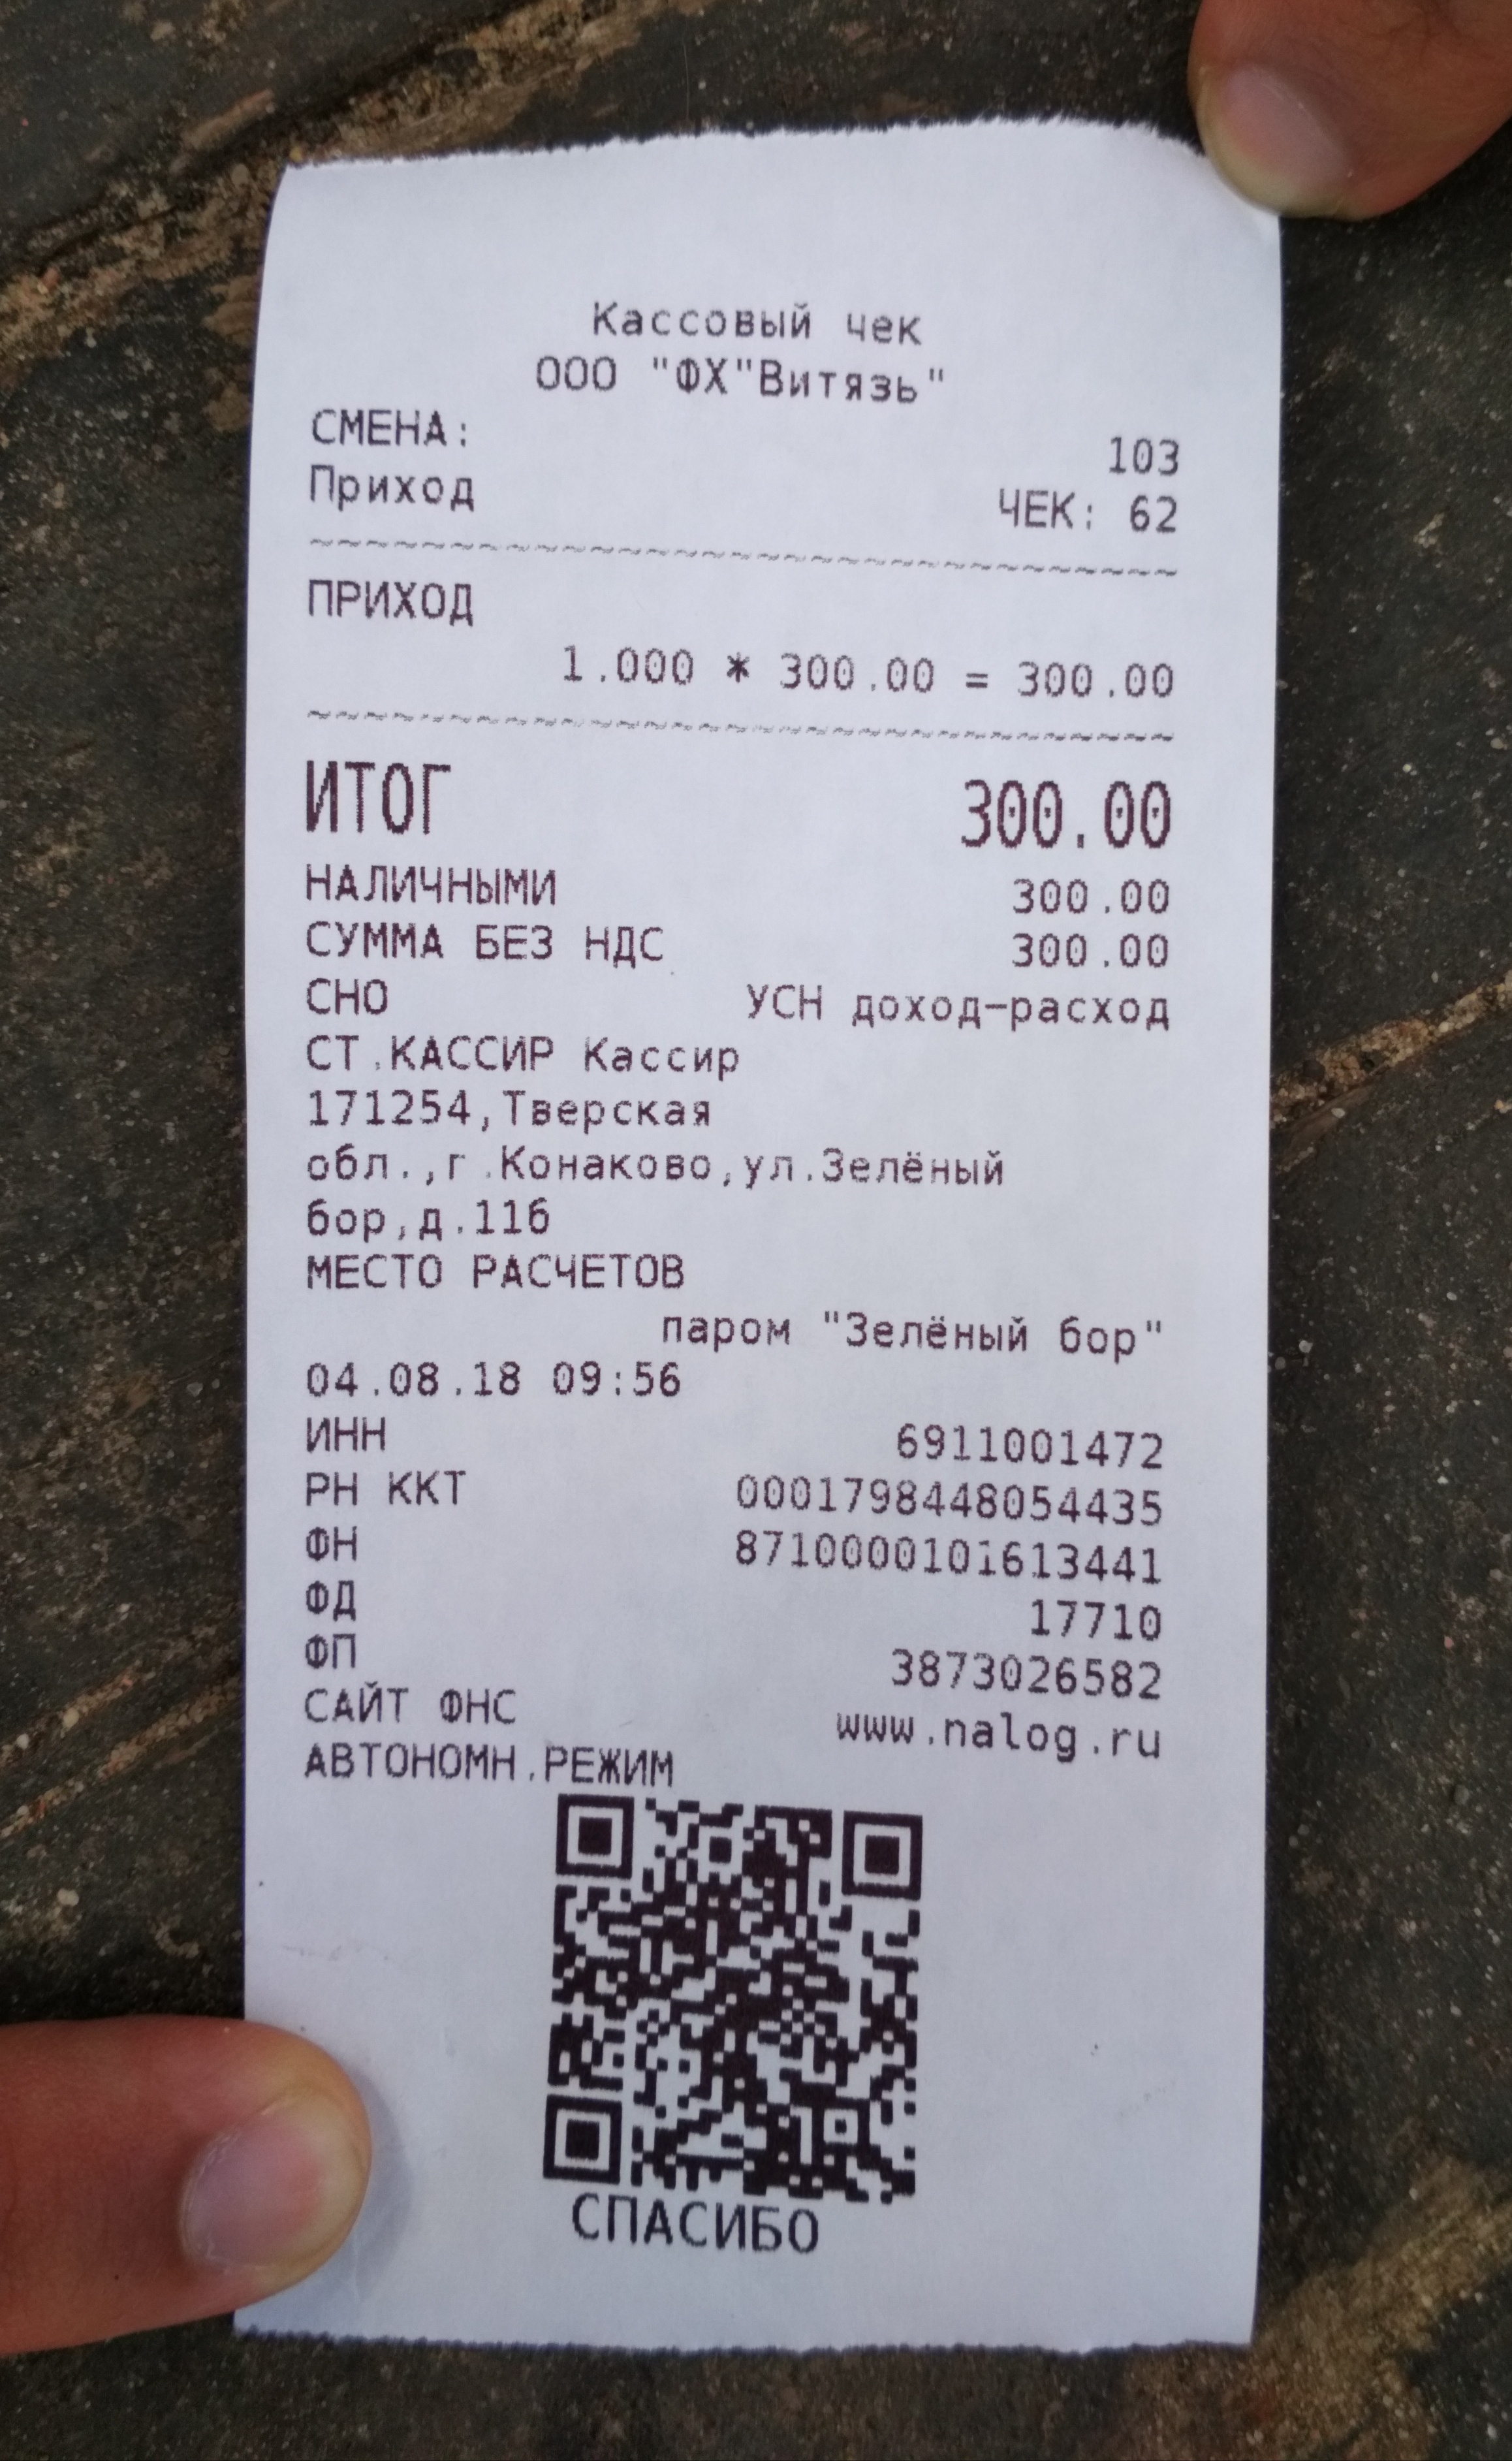 Кассовый чек
ООО "ФХ"Витязь"
СМЕНА: 103
Приход ЧЕК: 62
~~~~~~~~~~~~~~~~~~~~~~~~~~~~~~~~
ПРИХОД
1.000 * 300.00 = 300.00
~~~~~~~~~~~~~~~~~~~~~~~~~~~~~~~~
ИТОГ 300.00
НАЛИЧНЫМИ 300.00
СУММА БЕЗ НДС 300.00
СНО УСН доход-расход
СТ.КАССИР Кассир
171254,Тверская
обл.,г.Конаково,ул.Зелёный
бор,д.11б
МЕСТО РАСЧЕТОВ
паром "Зелёный бор"
04.08.18 09:56
ИНН 6911001472
РН ККТ 0001798448054435
ФН 8710000101613441
ФД 17710
ФП 3873026582
САЙТ ФНС www.nalog.ru
АВТОНОМН.РЕЖИМ
СПАСИБО